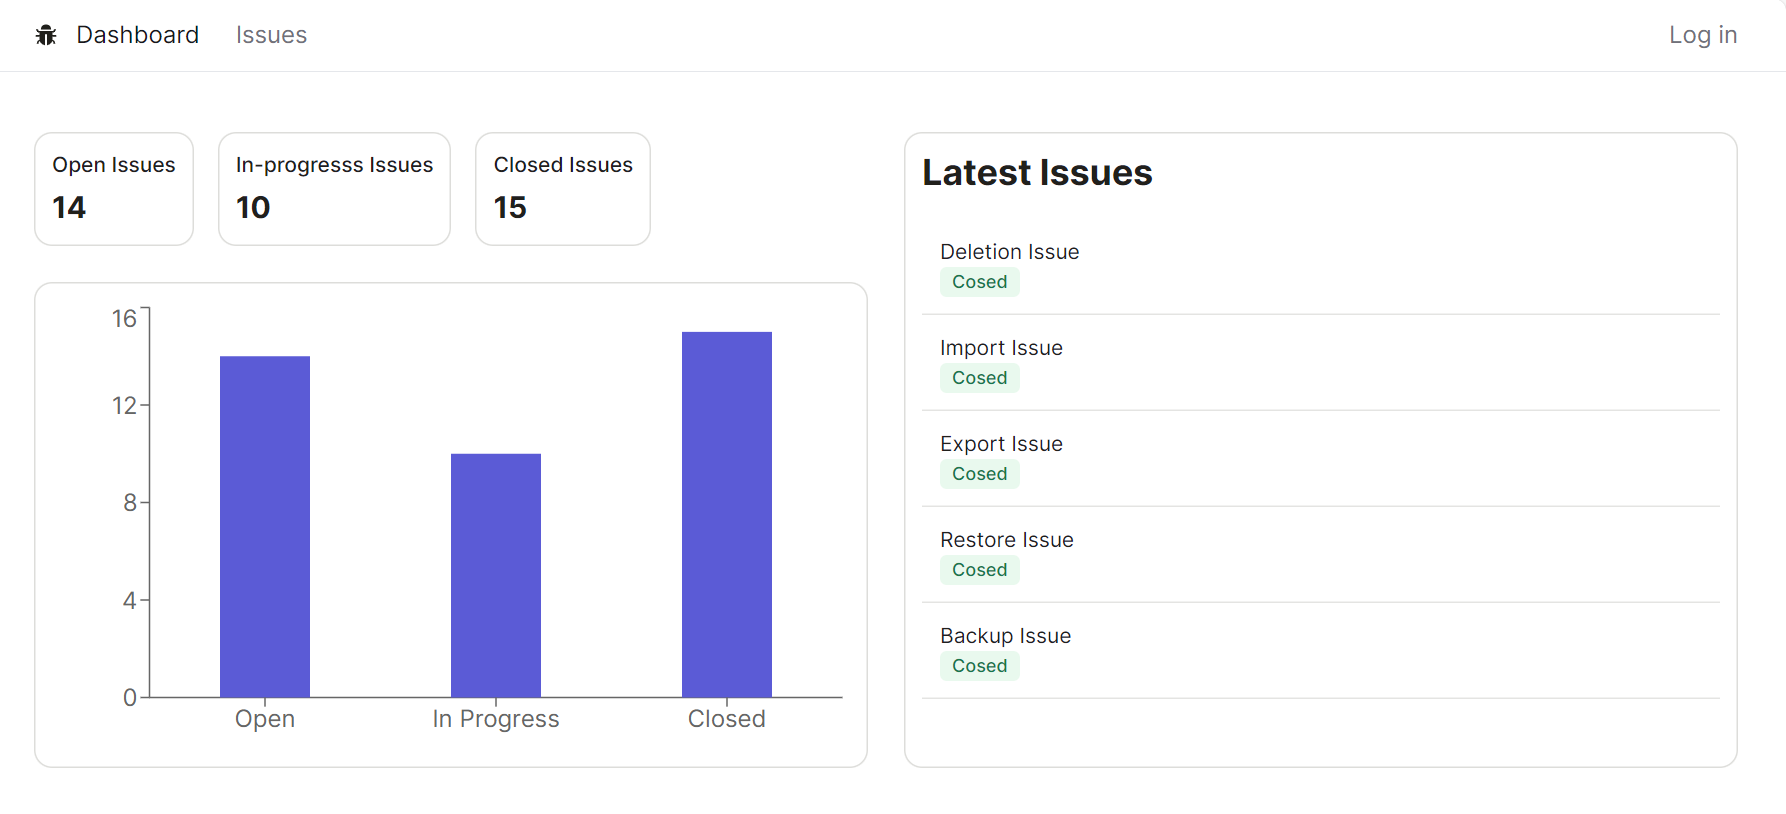 Dashboard Issues Log in
Open Issues
14
In-progresss Issues
10
Closed Issues
15
16
12
8
4
0
Open In Progress Closed
Latest Issues
Deletion Issue
Cosed
Import Issue
Cosed
Export Issue
Cosed
Restore Issue
Cosed
Backup Issue
Cosed